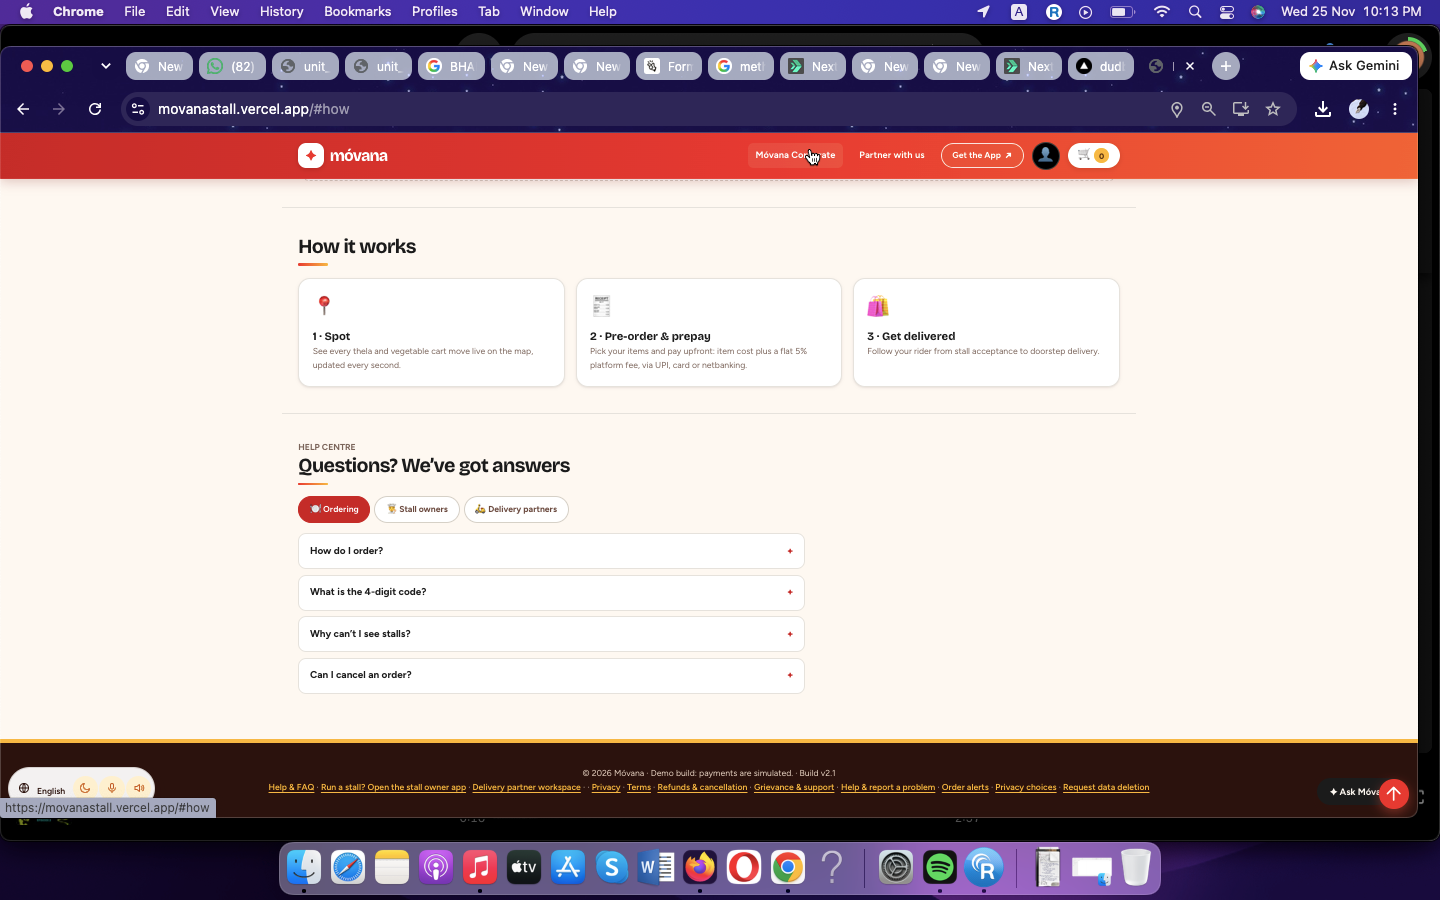 Chrome File Edit View History Bookmarks Profiles Tab Window Help A R Wed 25 Nov 10:13 PM
New (82) unit_ unit_ BHA New New Forr met Next New New Next dud Ask Gemini
movanastall.vercel.app/#how
móvana Móvana Partner with us Get the App ↗ 0
How it works
1 · Spot
See every thela and vegetable cart move live on the map,
updated every second.
2 · Pre-order & prepay
Pick your items and pay upfront: item cost plus a flat 5%
platform fee, via UPI, card or netbanking.
3 · Get delivered
Follow your rider from stall acceptance to doorstep delivery.
HELP CENTRE
Questions? We've got answers
Ordering Stall owners Delivery partners
How do I order?
What is the 4-digit code?
Why can't I see stalls?
Can I cancel an order?
© 2026 Móvana · Demo build: payments are simulated. · Build v2.1
Help & FAQ · Run a stall? Open the stall owner app · Delivery partner workspace · · Privacy · Terms · Refunds & cancellation · Grievance & support · Help & report a problem · Order alerts · Privacy choices · Request data deletion
English
Ask Móva
https://movanastall.vercel.app/#how
tv